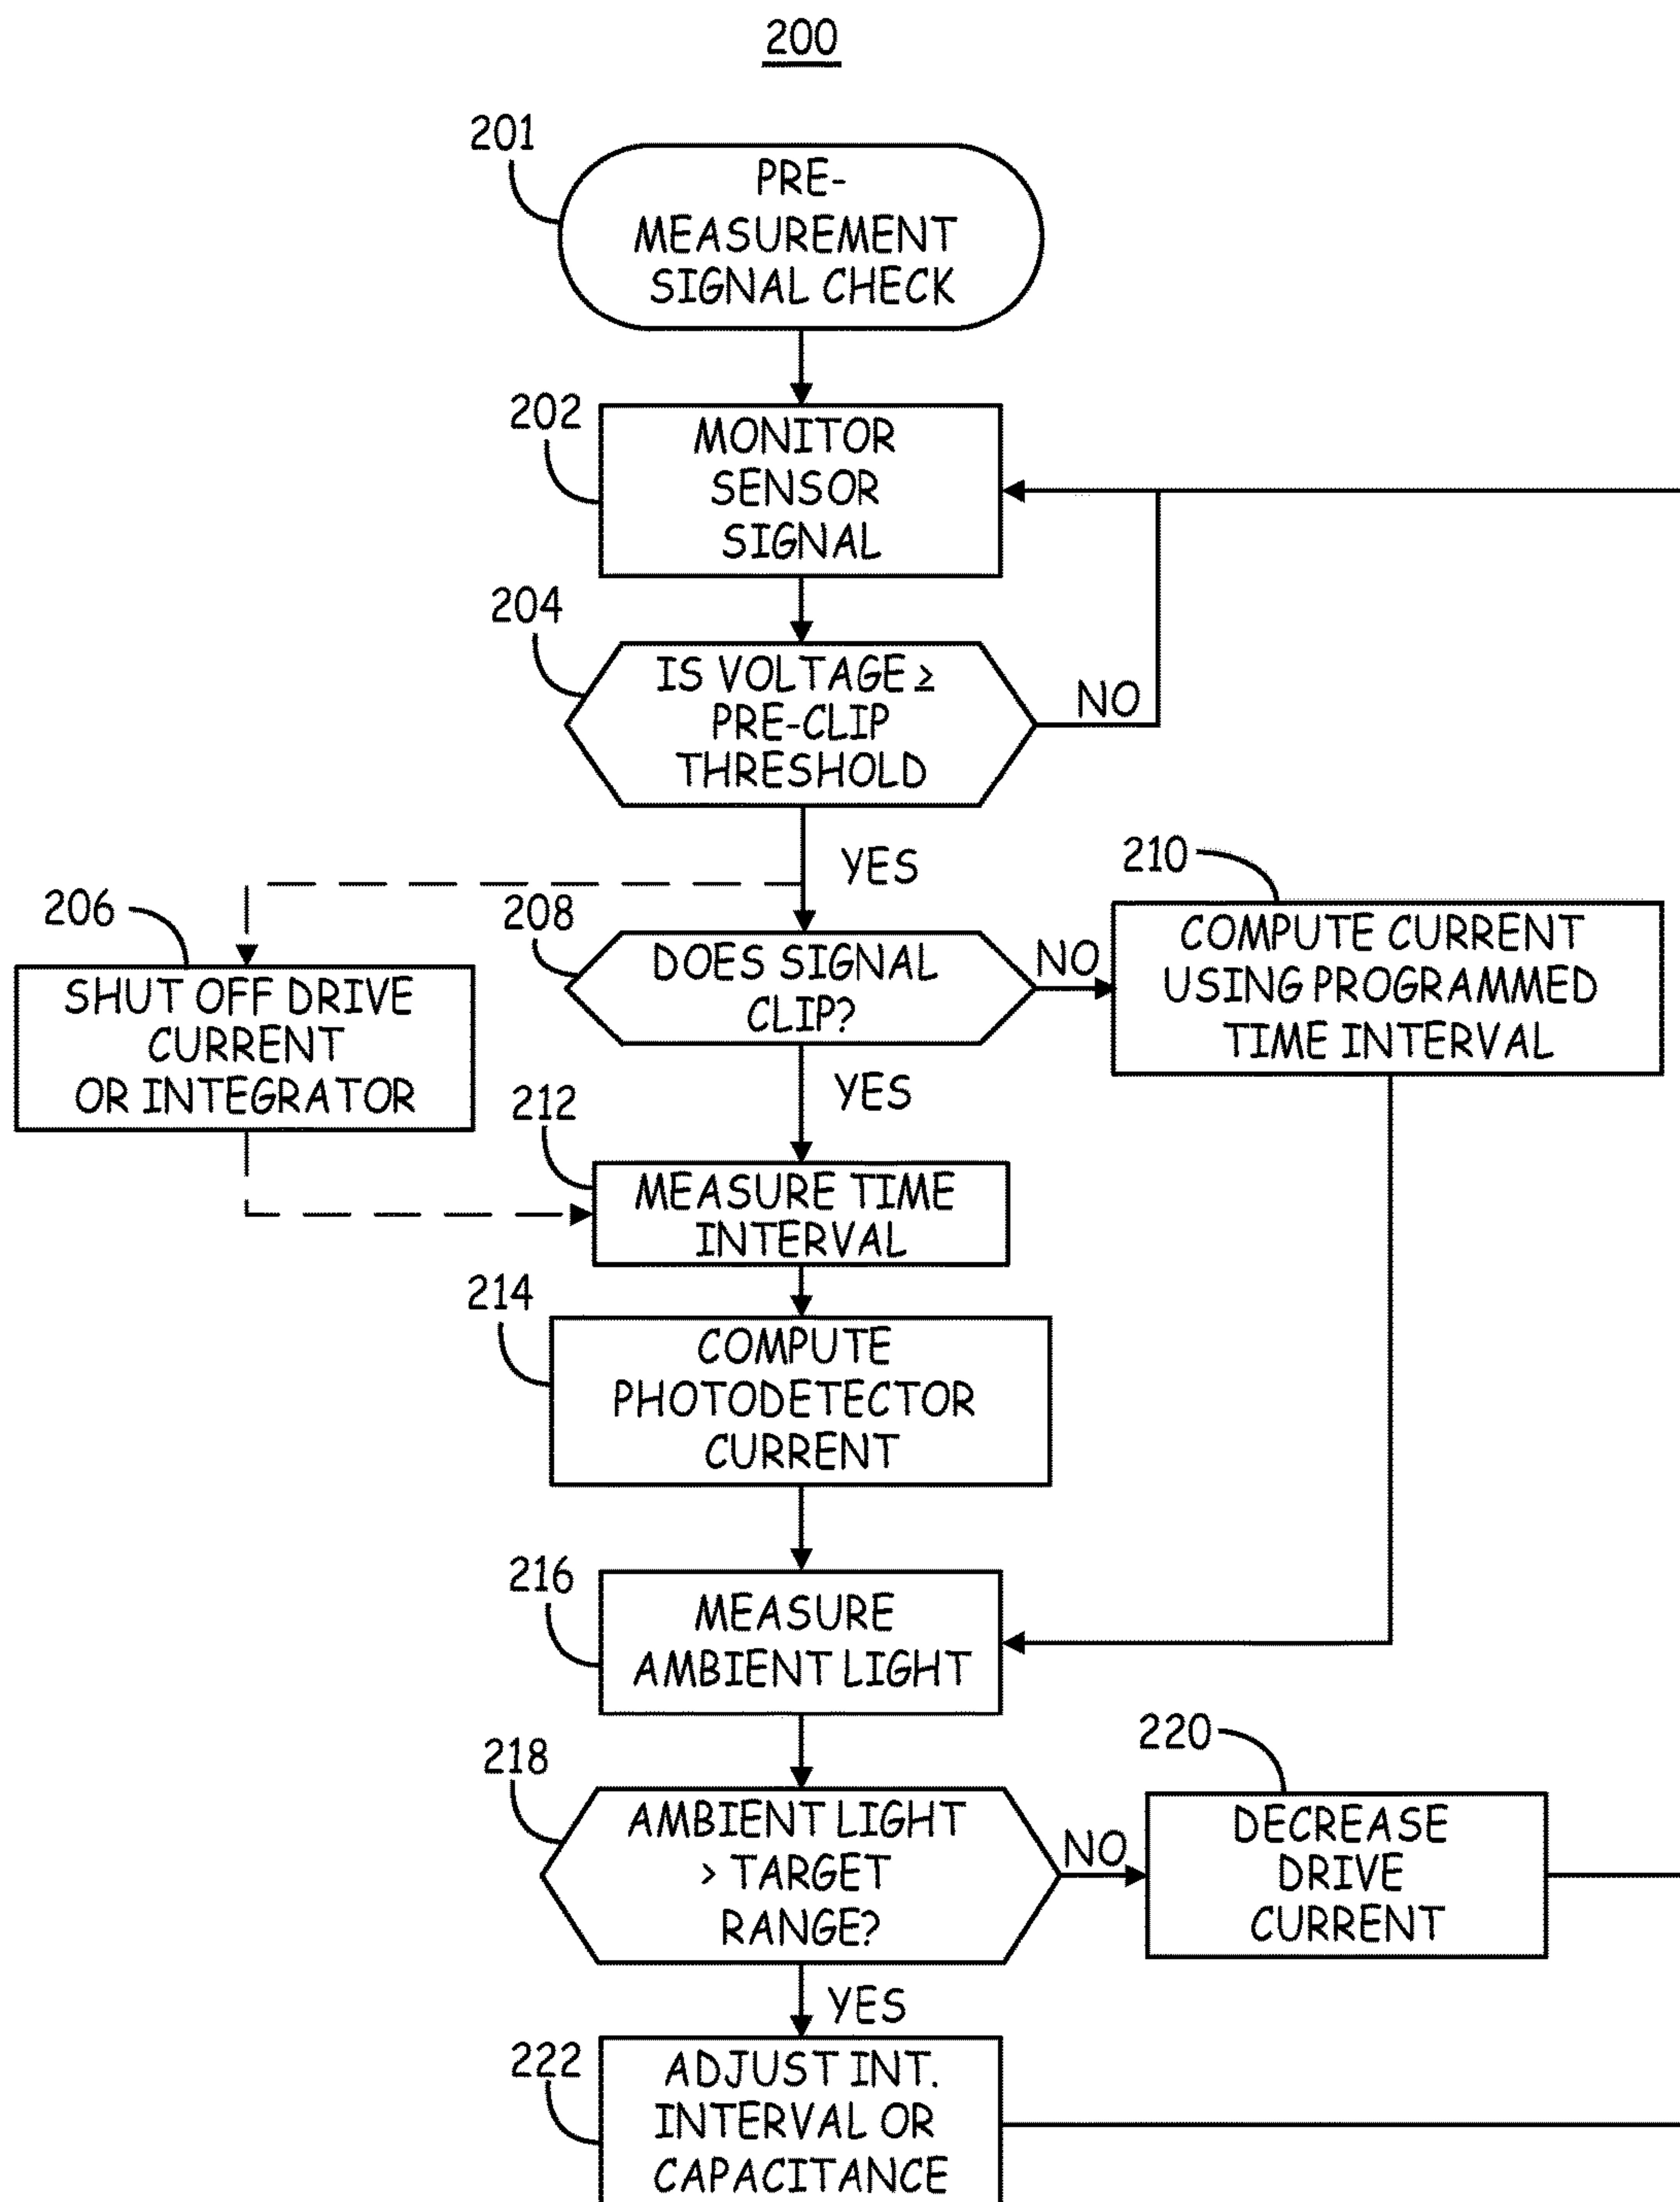 200
201
PRE-
MEASUREMENT
SIGNAL CHECK
202
MONITOR
SENSOR
SIGNAL
204
IS VOLTAGE ≥
PRE-CLIP
THRESHOLD
NO
YES
206
SHUT OFF DRIVE
CURRENT
OR INTEGRATOR
208
DOES SIGNAL
CLIP?
NO
210
COMPUTE CURRENT
USING PROGRAMMED
TIME INTERVAL
YES
212
MEASURE TIME
INTERVAL
214
COMPUTE
PHOTODETECTOR
CURRENT
216
MEASURE
AMBIENT LIGHT
218
AMBIENT LIGHT
> TARGET
RANGE?
NO
220
DECREASE
DRIVE
CURRENT
YES
222
ADJUST INT.
INTERVAL OR
CAPACITANCE